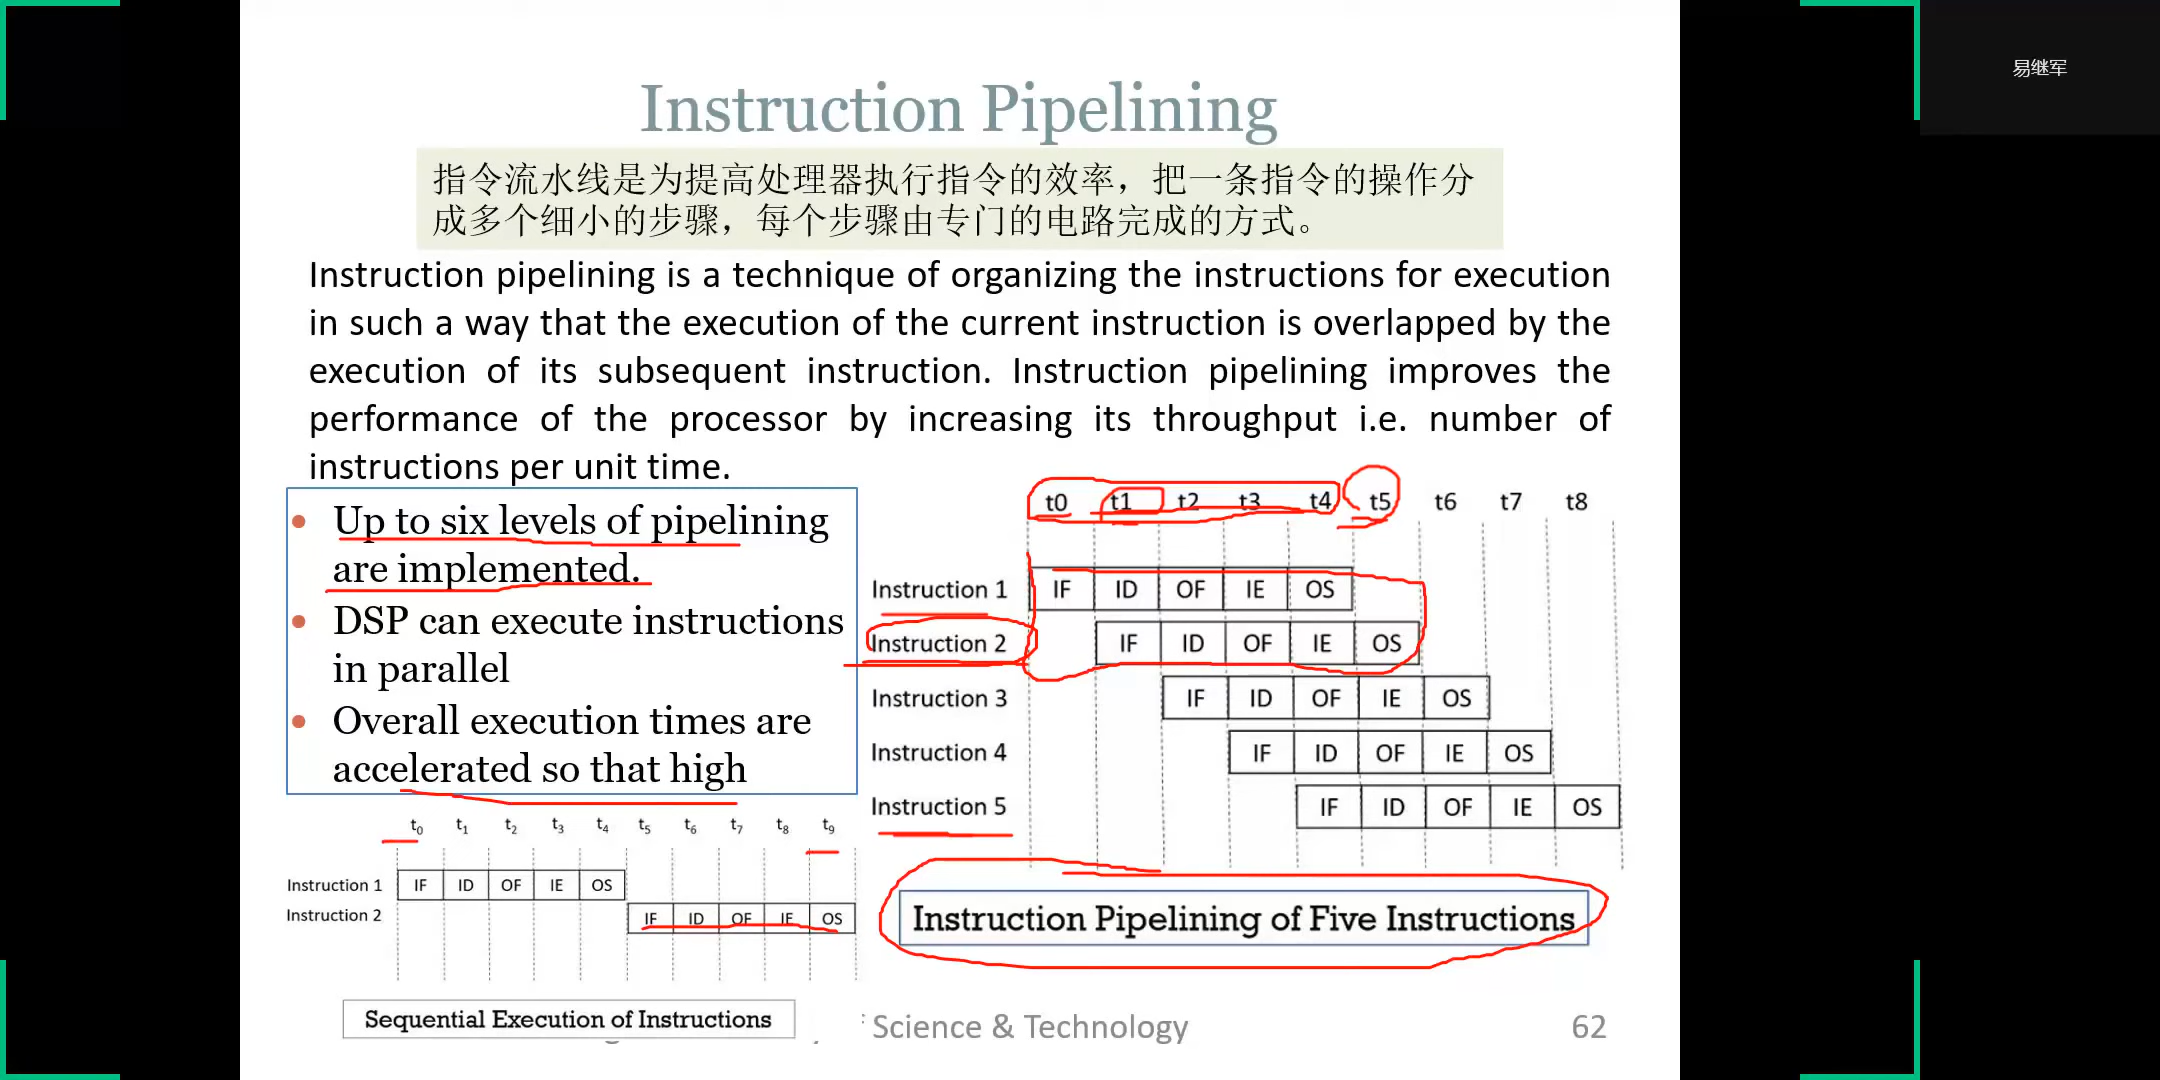 易继军
Instruction Pipelining
指令流水线是为提高处理器执行指令的效率，把一条指令的操作分
成多个细小的步骤，每个步骤由专门的电路完成的方式。
Instruction pipelining is a technique of organizing the instructions for execution
in such a way that the execution of the current instruction is overlapped by the
execution of its subsequent instruction. Instruction pipelining improves the
performance of the processor by increasing its throughput i.e. number of
instructions per unit time.
• Up to six levels of pipelining
are implemented.
• DSP can execute instructions
in parallel
• Overall execution times are
accelerated so that high
t0 t1 t2 t3 t4 t5 t6 t7 t8
Instruction 1 IF ID OF IE OS
Instruction 2 IF ID OF IE OS
Instruction 3 IF ID OF IE OS
Instruction 4 IF ID OF IE OS
Instruction 5 IF ID OF IE OS
Instruction Pipelining of Five Instructions
t0 t1 t2 t3 t4 t5 t6 t7 t8 t9
Instruction 1 IF ID OF IE OS
Instruction 2 IF ID OF IE OS
Sequential Execution of Instructions
Science & Technology
62